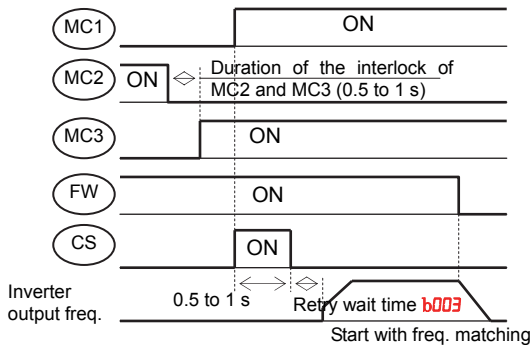 MC1 ON
MC2 ON Duration of the interlock of
MC2 and MC3 (0.5 to 1 s)
MC3 ON
FW ON
CS ON
Inverter
output freq.
0.5 to 1 s
Retry wait time b003
Start with freq. matching